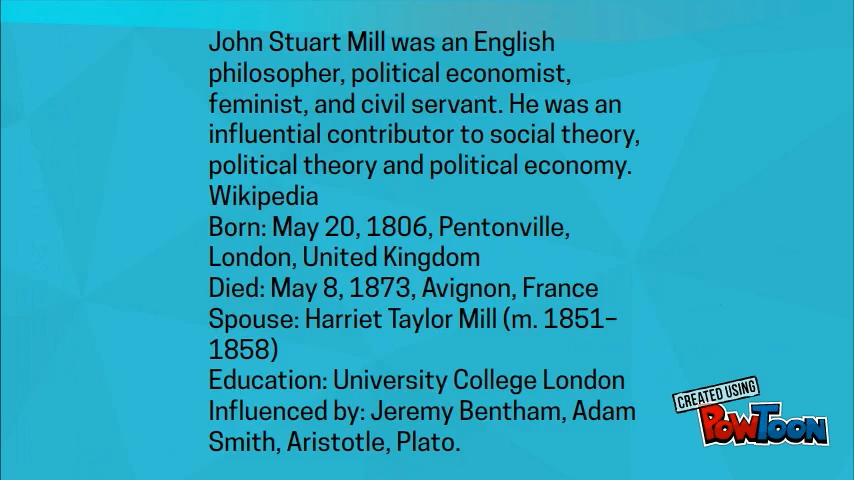 John Stuart Mill was an English
philosopher, political economist,
feminist, and civil servant. He was an
influential contributor to social theory,
political theory and political economy.
Wikipedia
Born: May 20, 1806, Pentonville,
London, United Kingdom
Died: May 8, 1873, Avignon, France
Spouse: Harriet Taylor Mill (m. 1851–
1858)
Education: University College London
Influenced by: Jeremy Bentham, Adam
Smith, Aristotle, Plato.
CREATED USING
POWTOON